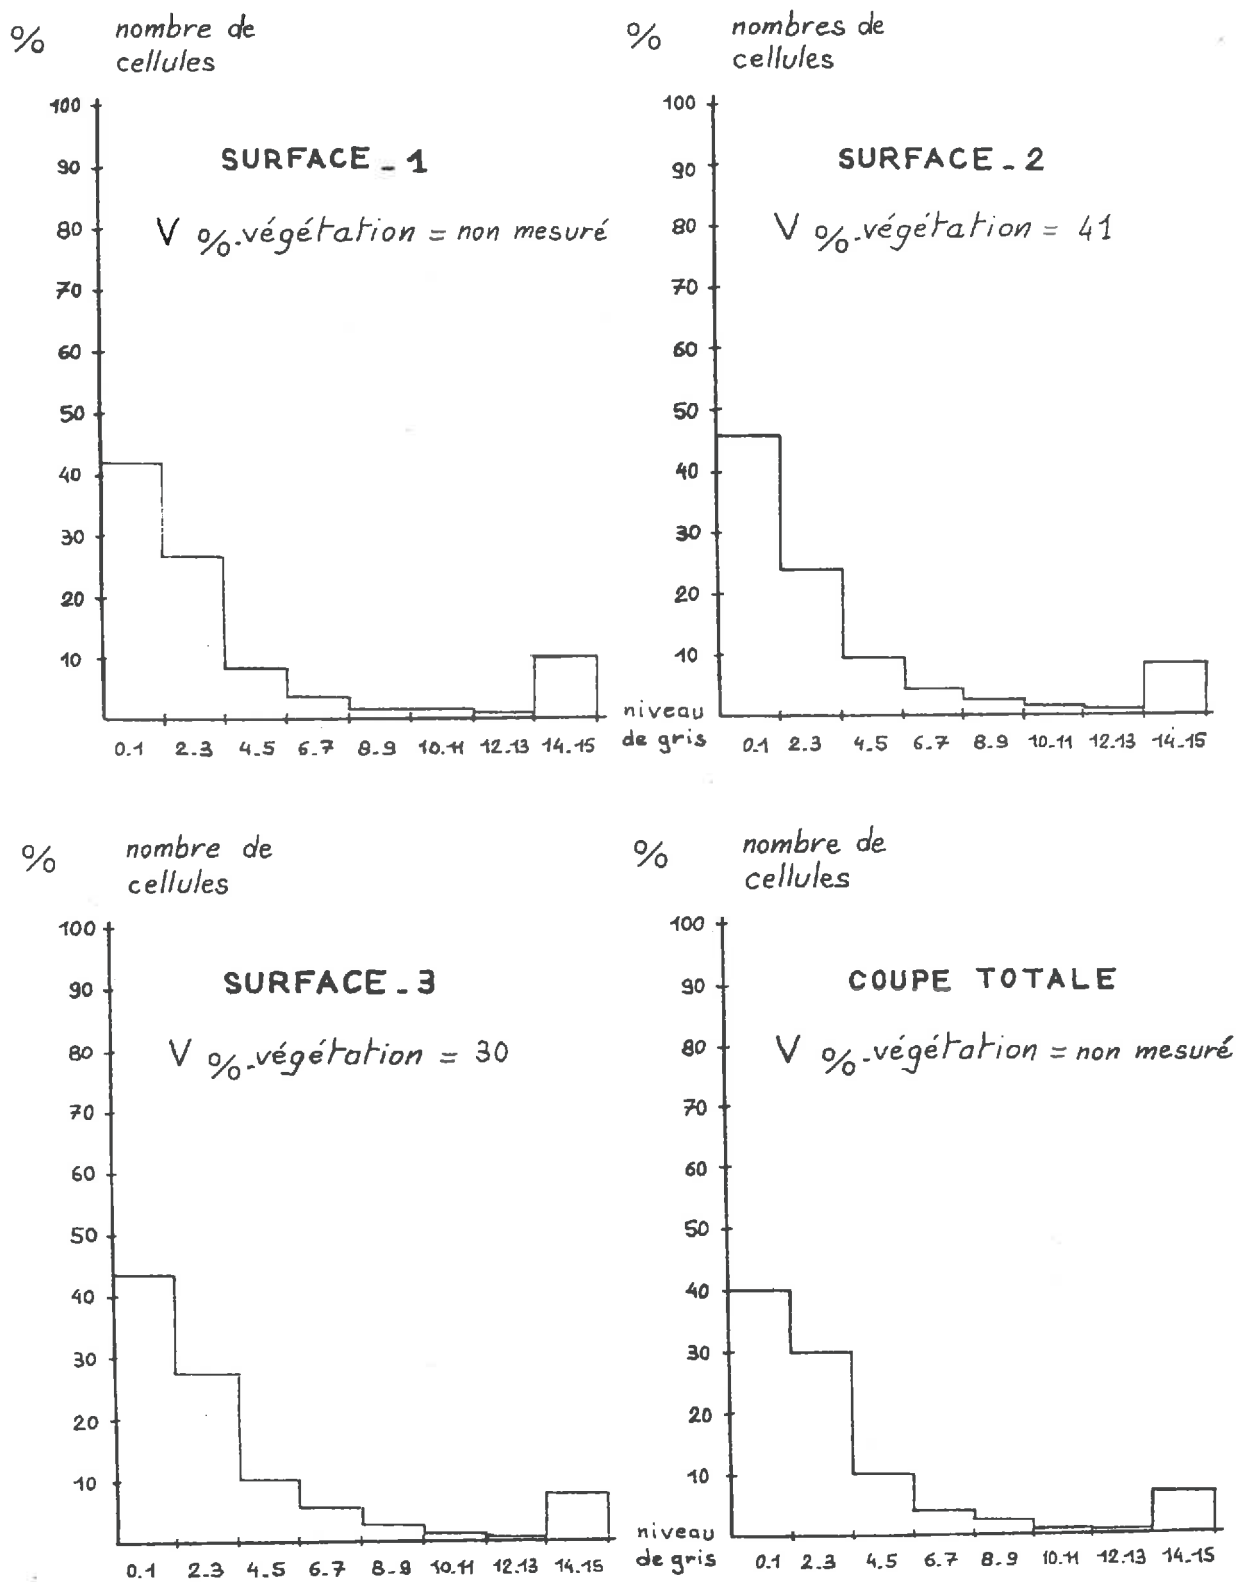 % nombre de
cellules
SURFACE_1
V %.végétation = non mesuré
100
90
80
70
60
50
40
30
20
10
0.1 2.3 4.5 6.7 8.9 10.11 12.13 14.15
niveau
de gris
% nombres de
cellules
SURFACE_2
V %.végétation = 41
100
90
80
70
60
50
40
30
20
10
0.1 2.3 4.5 6.7 8.9 10.11 12.13 14.15
% nombre de
cellules
SURFACE_3
V %.végétation = 30
100
90
80
70
60
50
40
30
20
10
0.1 2.3 4.5 6.7 8.9 10.11 12.13 14.15
niveau
de gris
% nombre de
cellules
COUPE TOTALE
V %.végétation = non mesuré
100
90
80
70
60
50
40
30
20
10
0.1 2.3 4.5 6.7 8.9 10.11 12.13 14.15